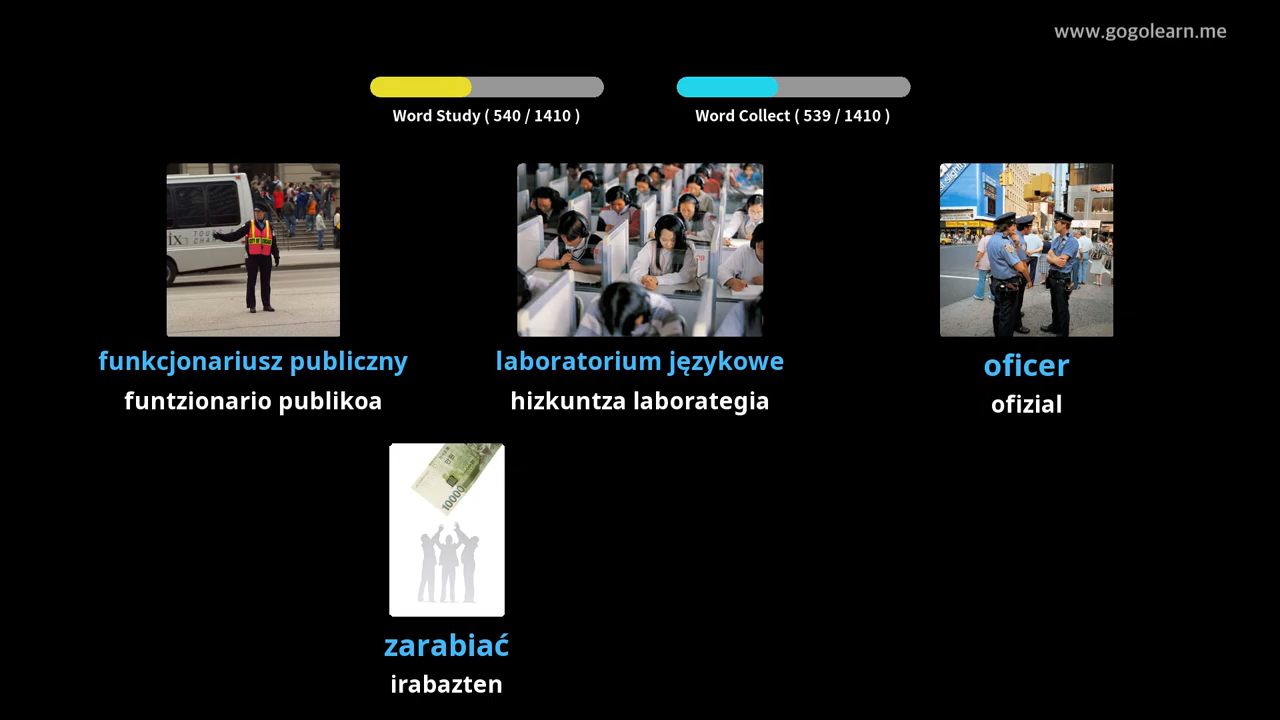 www.gogolearn.me
Word Study ( 540 / 1410 )
Word Collect ( 539 / 1410 )
funkcjonariusz publiczny
funtzionario publikoa
laboratorium językowe
hizkuntza laborategia
oficer
ofizial
10000
zarabiać
irabazten